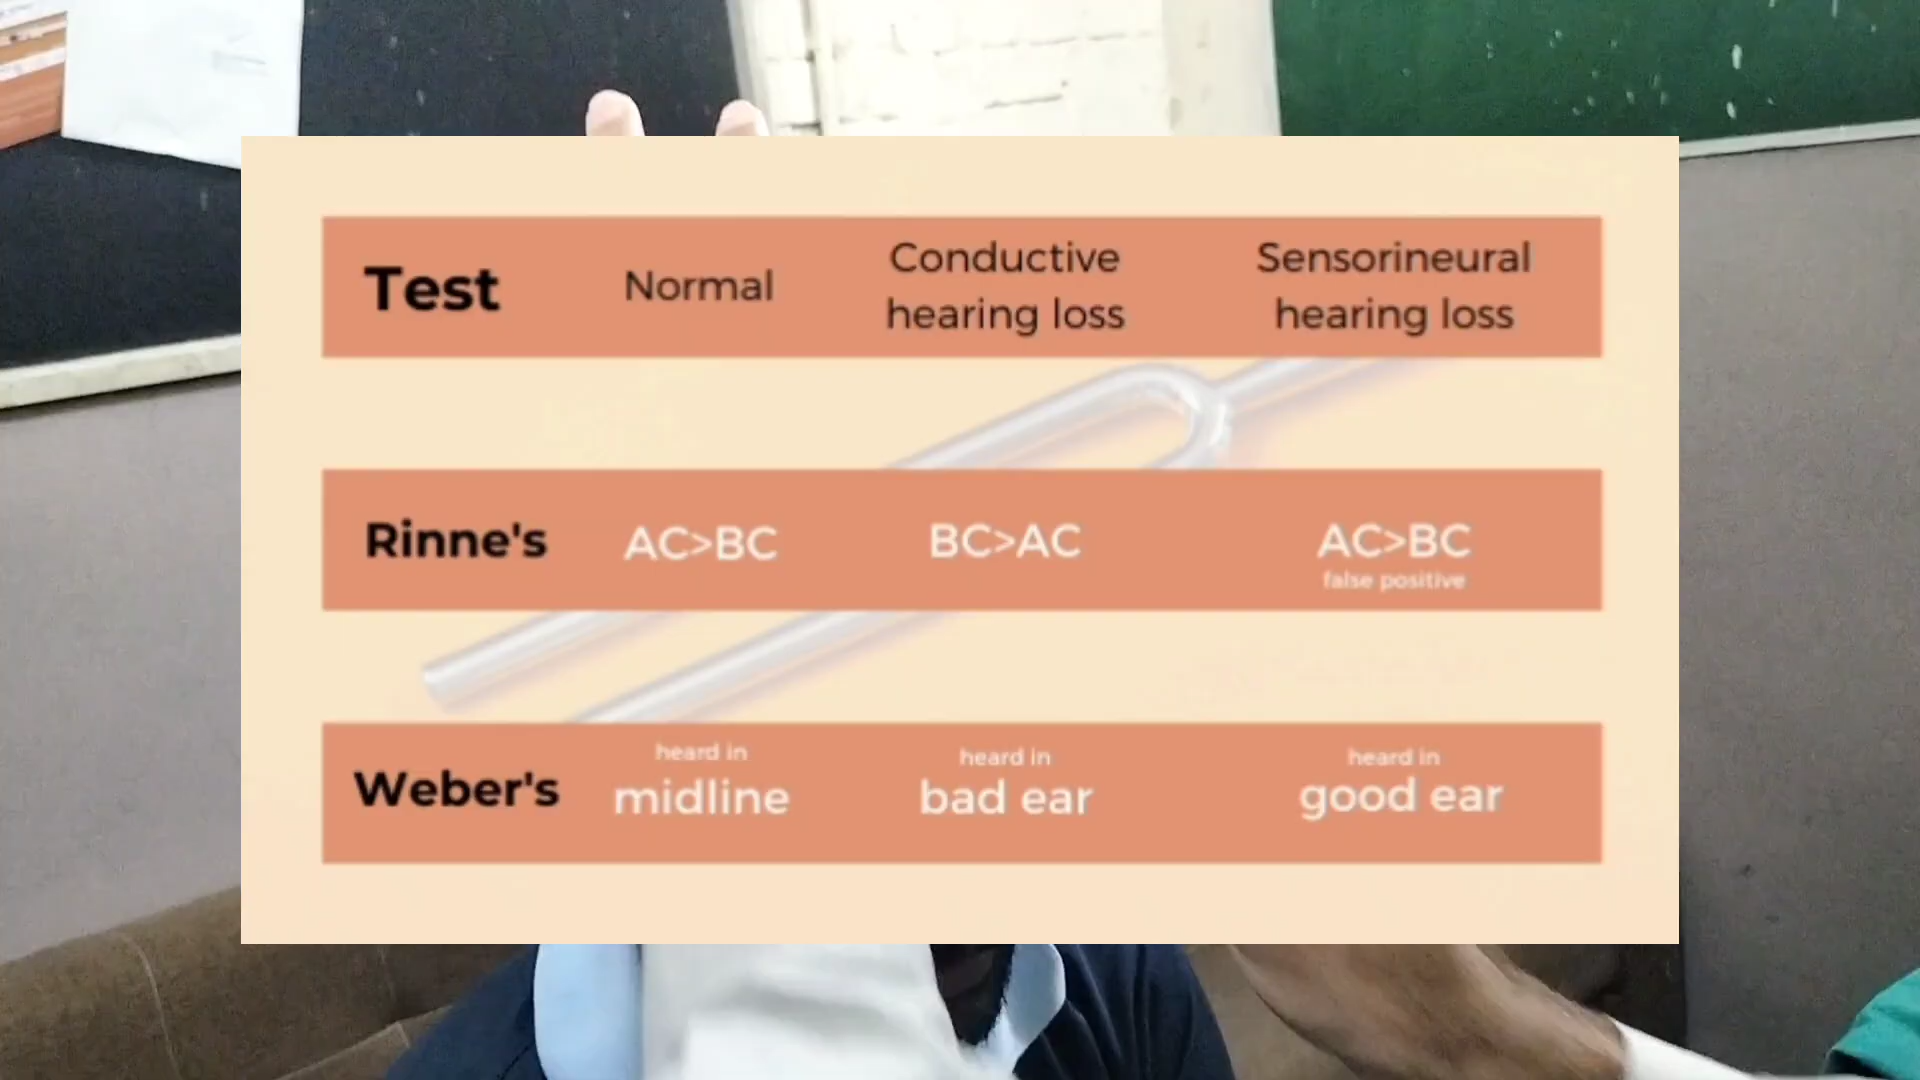 Test
Normal
Conductive
hearing loss
Sensorineural
hearing loss
Rinne's
AC>BC
BC>AC
AC>BC
false positive
Weber's
heard in
midline
heard in
bad ear
heard in
good ear